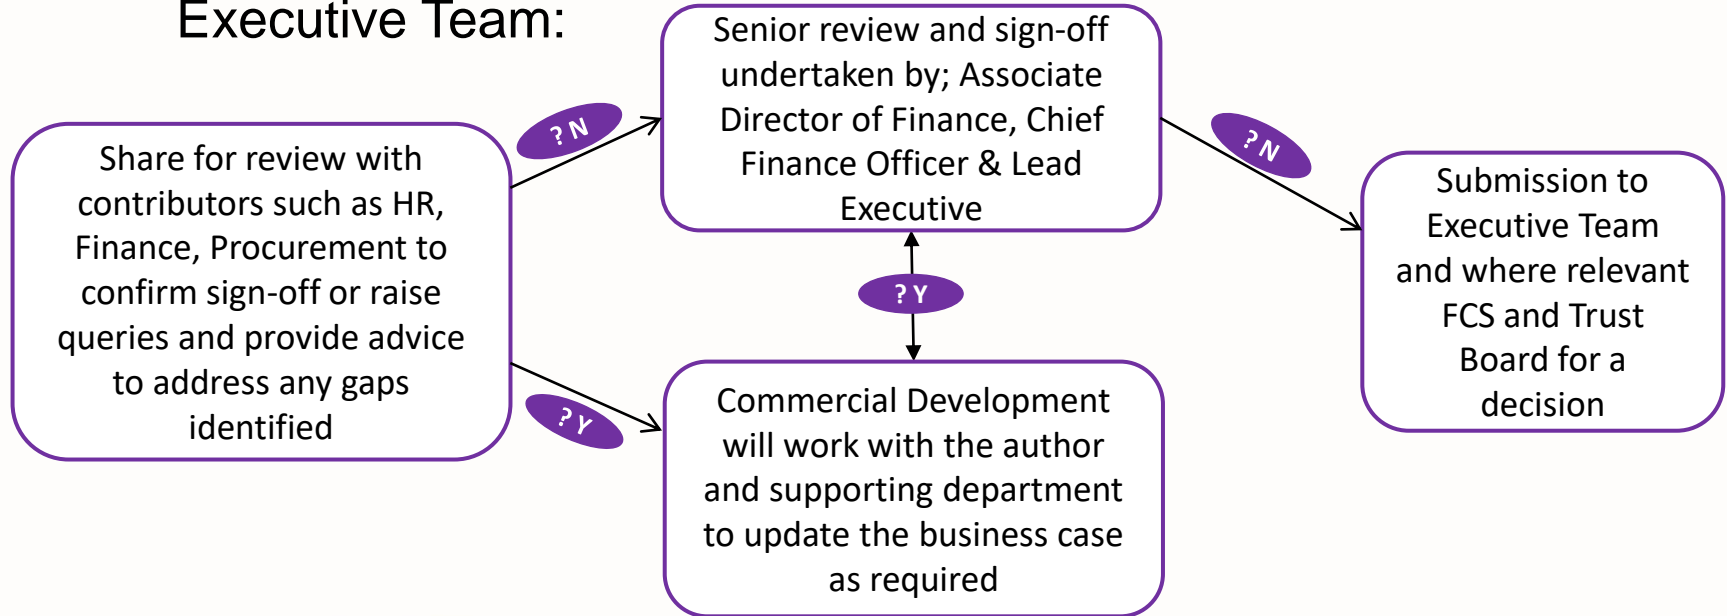 Executive Team:
Share for review with
contributors such as HR,
Finance, Procurement to
confirm sign-off or raise
queries and provide advice
to address any gaps
identified
? N
? Y
Senior review and sign-off
undertaken by; Associate
Director of Finance, Chief
Finance Officer & Lead
Executive
? Y
Commercial Development
will work with the author
and supporting department
to update the business case
as required
? N
Submission to
Executive Team
and where relevant
FCS and Trust
Board for a
decision